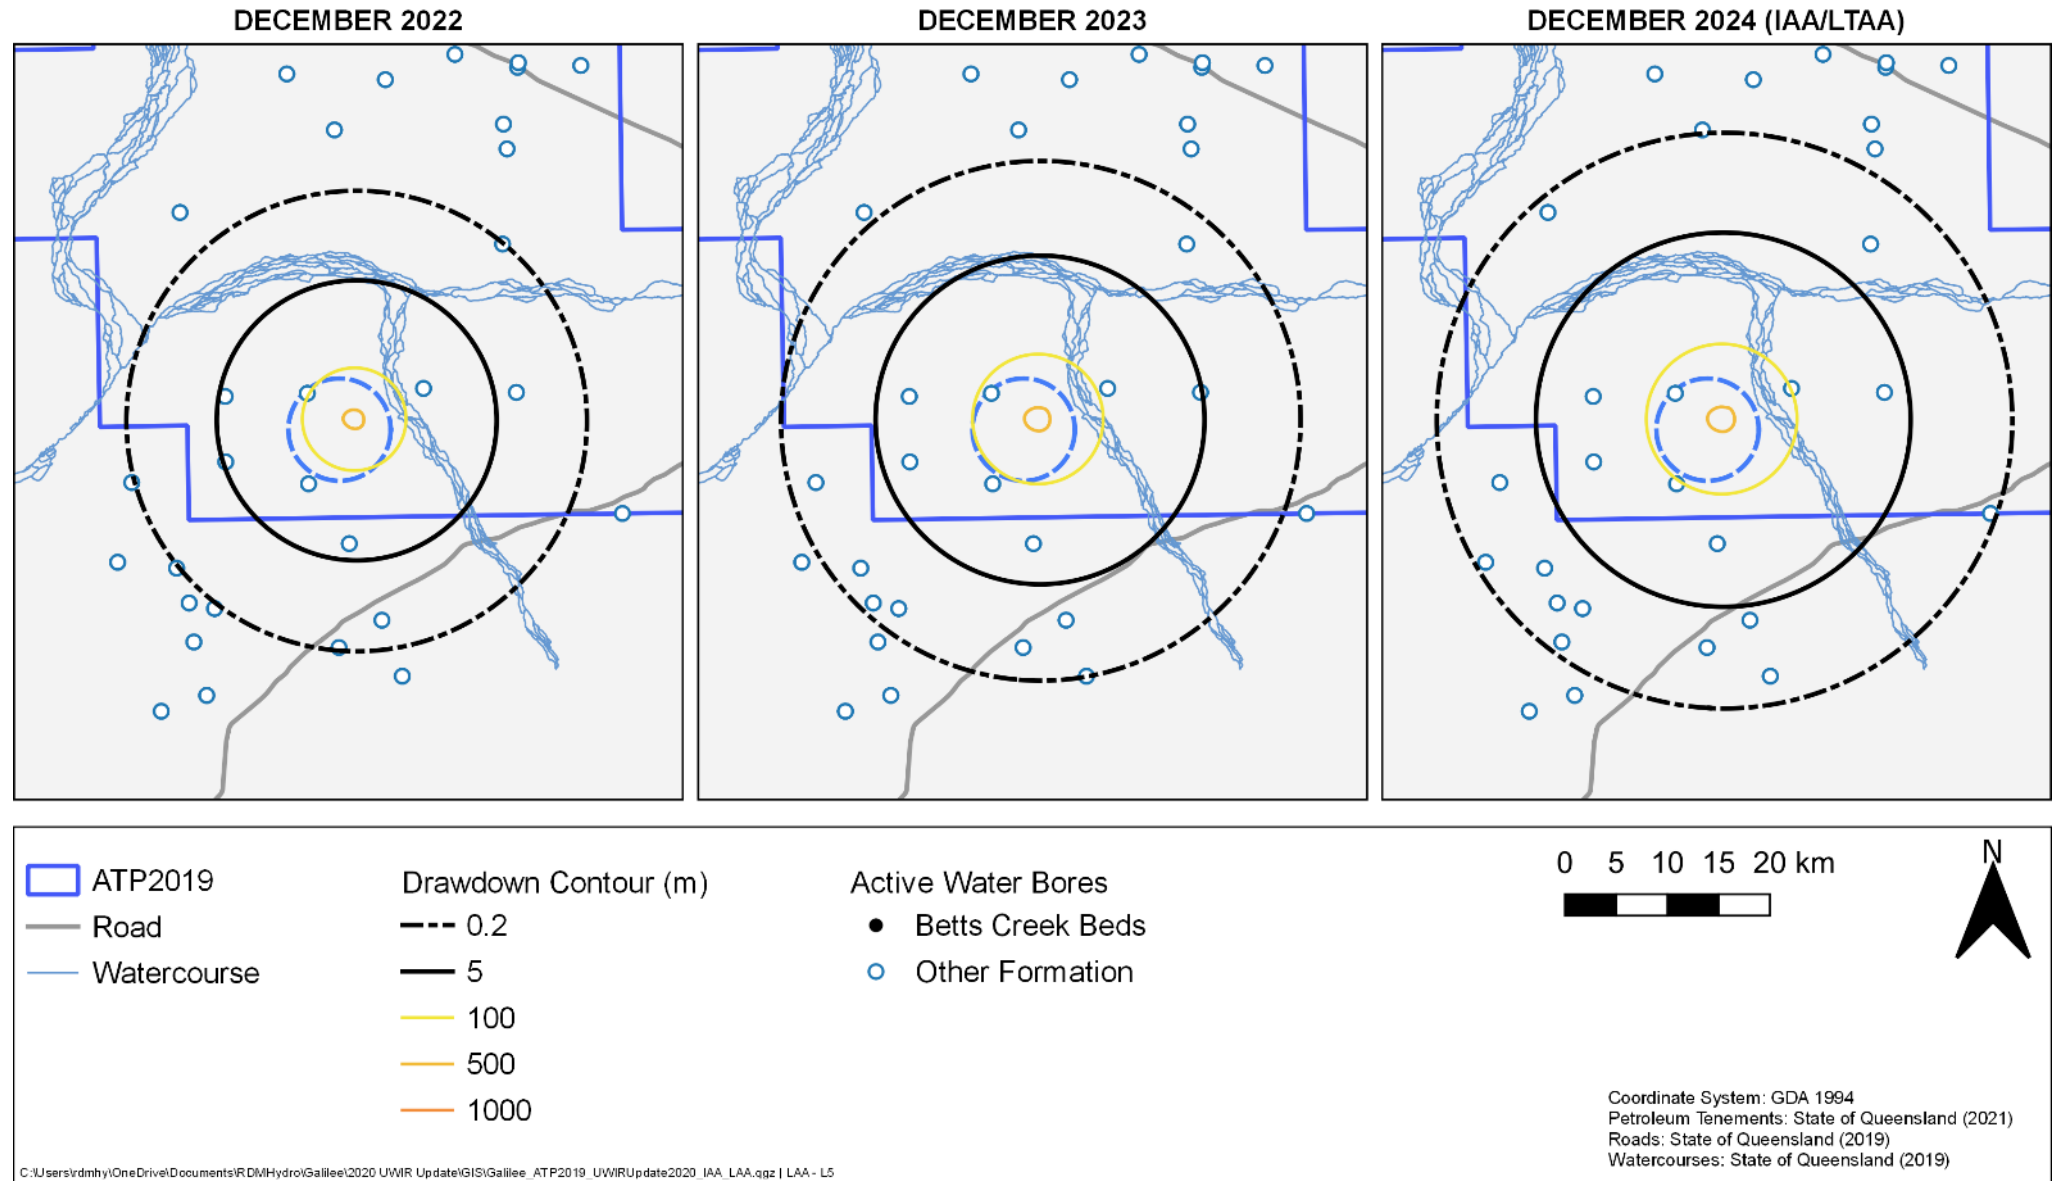 DECEMBER 2022
DECEMBER 2023
DECEMBER 2024 (IAA/LTAA)
ATP2019
Road
Watercourse
Drawdown Contour (m)
0.2
5
100
500
1000
Active Water Bores
Betts Creek Beds
Other Formation
0 5 10 15 20 km
N
Coordinate System: GDA 1994
Petroleum Tenements: State of Queensland (2021)
Roads: State of Queensland (2019)
Watercourses: State of Queensland (2019)
C:\Users\rdmhy\OneDrive\Documents\RDMHydro\Galilee\2020 UWIR Update\GIS\Galilee_ATP2019_UWIRUpdate2020_IAA_LAA.qgz | LAA - L5